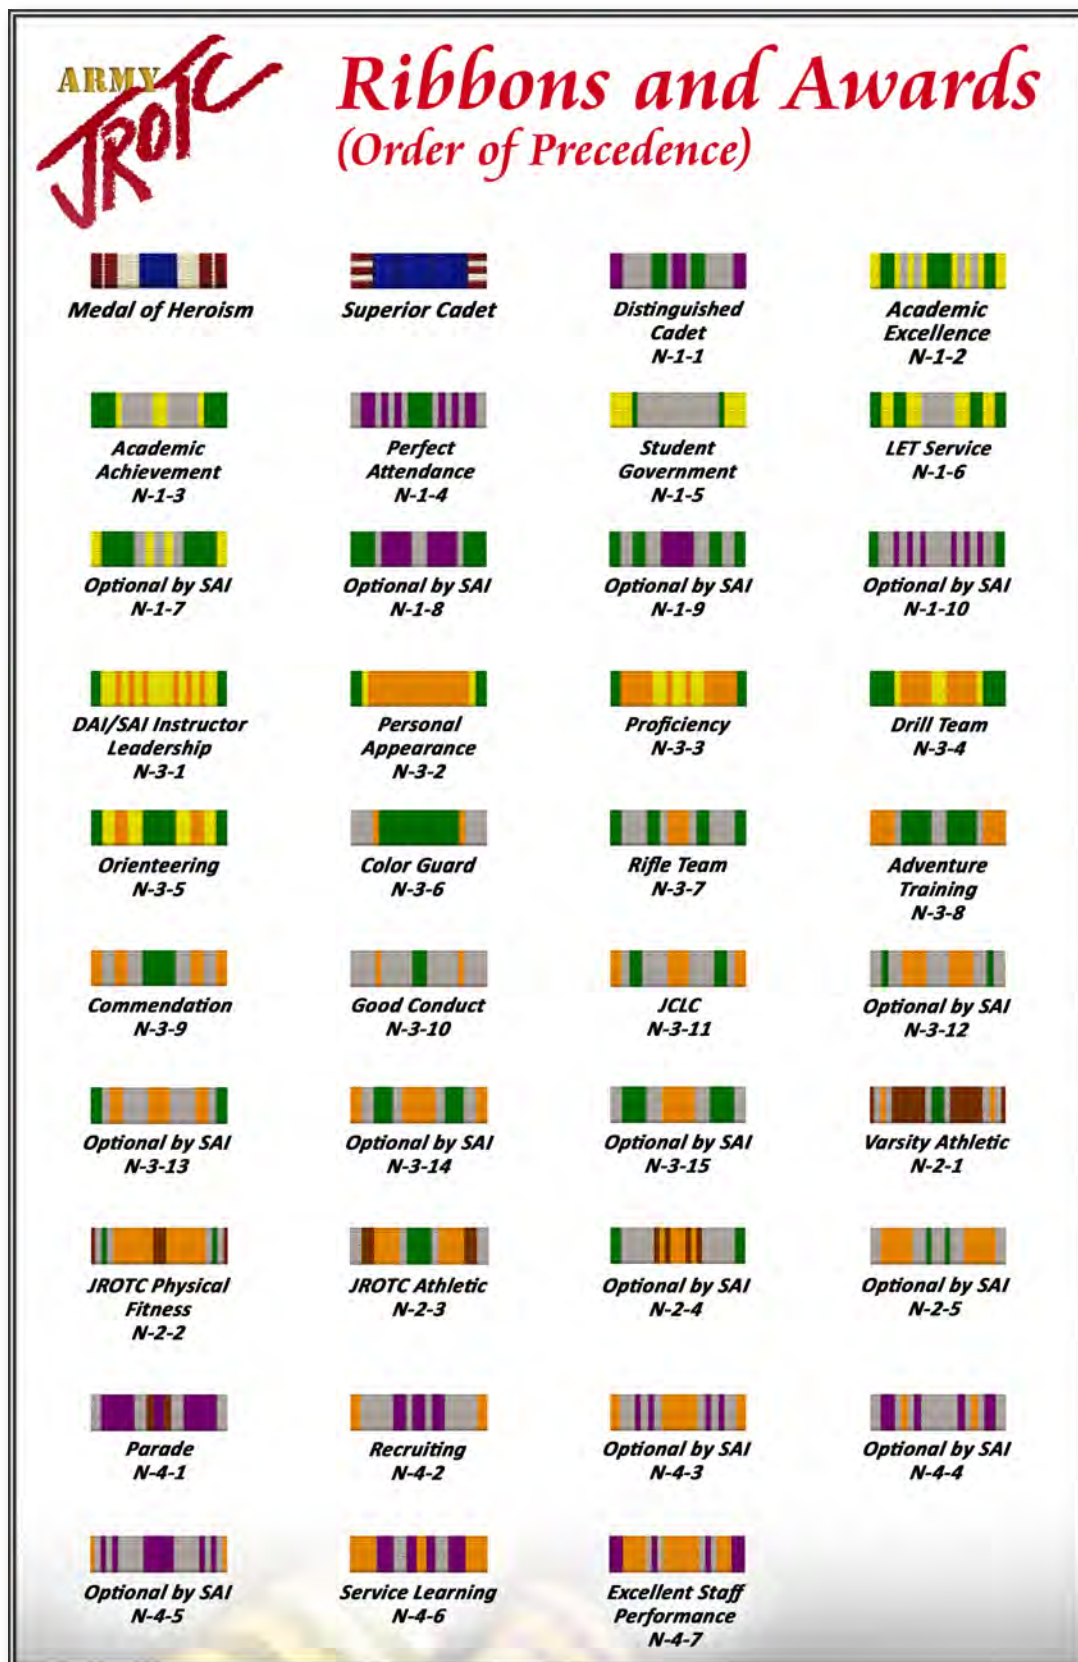 ARMY
JROTC
Ribbons and Awards
(Order of Precedence)
Medal of Heroism
Superior Cadet
Distinguished
Cadet
N-1-1
Academic
Excellence
N-1-2
Academic
Achievement
N-1-3
Perfect
Attendance
N-1-4
Student
Government
N-1-5
LET Service
N-1-6
Optional by SAI
N-1-7
Optional by SAI
N-1-8
Optional by SAI
N-1-9
Optional by SAI
N-1-10
DAI/SAI Instructor
Leadership
N-3-1
Personal
Appearance
N-3-2
Proficiency
N-3-3
Drill Team
N-3-4
Orienteering
N-3-5
Color Guard
N-3-6
Rifle Team
N-3-7
Adventure
Training
N-3-8
Commendation
N-3-9
Good Conduct
N-3-10
JCLC
N-3-11
Optional by SAI
N-3-12
Optional by SAI
N-3-13
Optional by SAI
N-3-14
Optional by SAI
N-3-15
Varsity Athletic
N-2-1
JROTC Physical
Fitness
N-2-2
JROTC Athletic
N-2-3
Optional by SAI
N-2-4
Optional by SAI
N-2-5
Parade
N-4-1
Recruiting
N-4-2
Optional by SAI
N-4-3
Optional by SAI
N-4-4
Optional by SAI
N-4-5
Service Learning
N-4-6
Excellent Staff
Performance
N-4-7